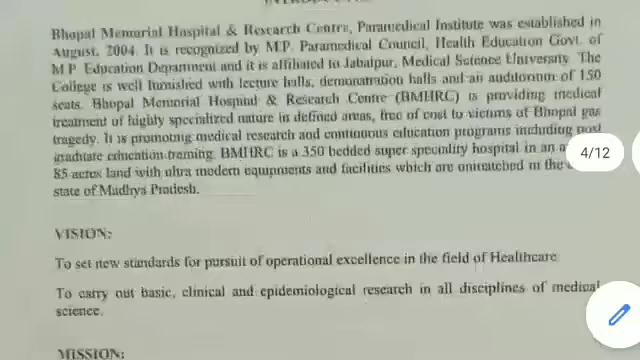 Bhopal Memorial Hospital & Research Centre, Paramedical Institute was established in
August, 2004. It is recognized by M.P. Paramedical Council, Health Education Govt. of
M.P. Education Department and it is affiliated to Jabalpur, Medical Science University. The
College is well furnished with lecture halls, demonstration halls and an auditorium of 150
seats. Bhopal Memorial Hospital & Research Centre (BMHRC) is providing medical
treatment of highly specialized nature in defined areas, free of cost to victims of Bhopal gas
tragedy. It is promoting medical research and continuous education programs including post
graduate education training. BMHRC is a 350 bedded super speciality hospital in an
4/12
85 acres land with ultra modern equipments and facilities which are unmatched in the
state of Madhya Pradesh.
VISION:
To set new standards for pursuit of operational excellence in the field of Healthcare
To carry out basic, clinical and epidemiological research in all disciplines of medical
science.
MISSION: